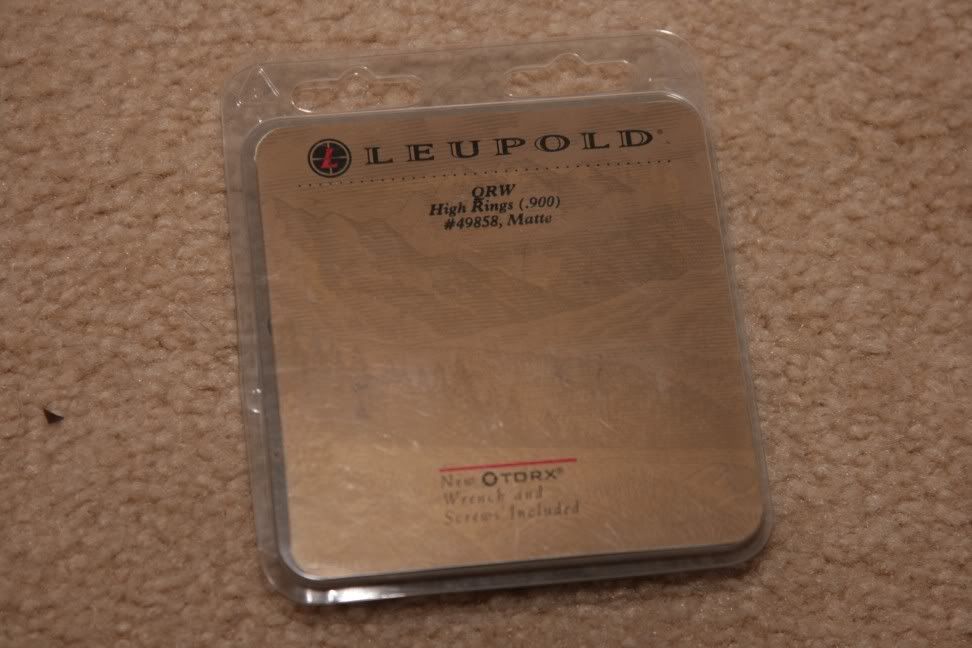 LEUPOLD®
QRW
High Rings (.900)
#49858, Matte
New TORX®
Wrench and
Screws Included